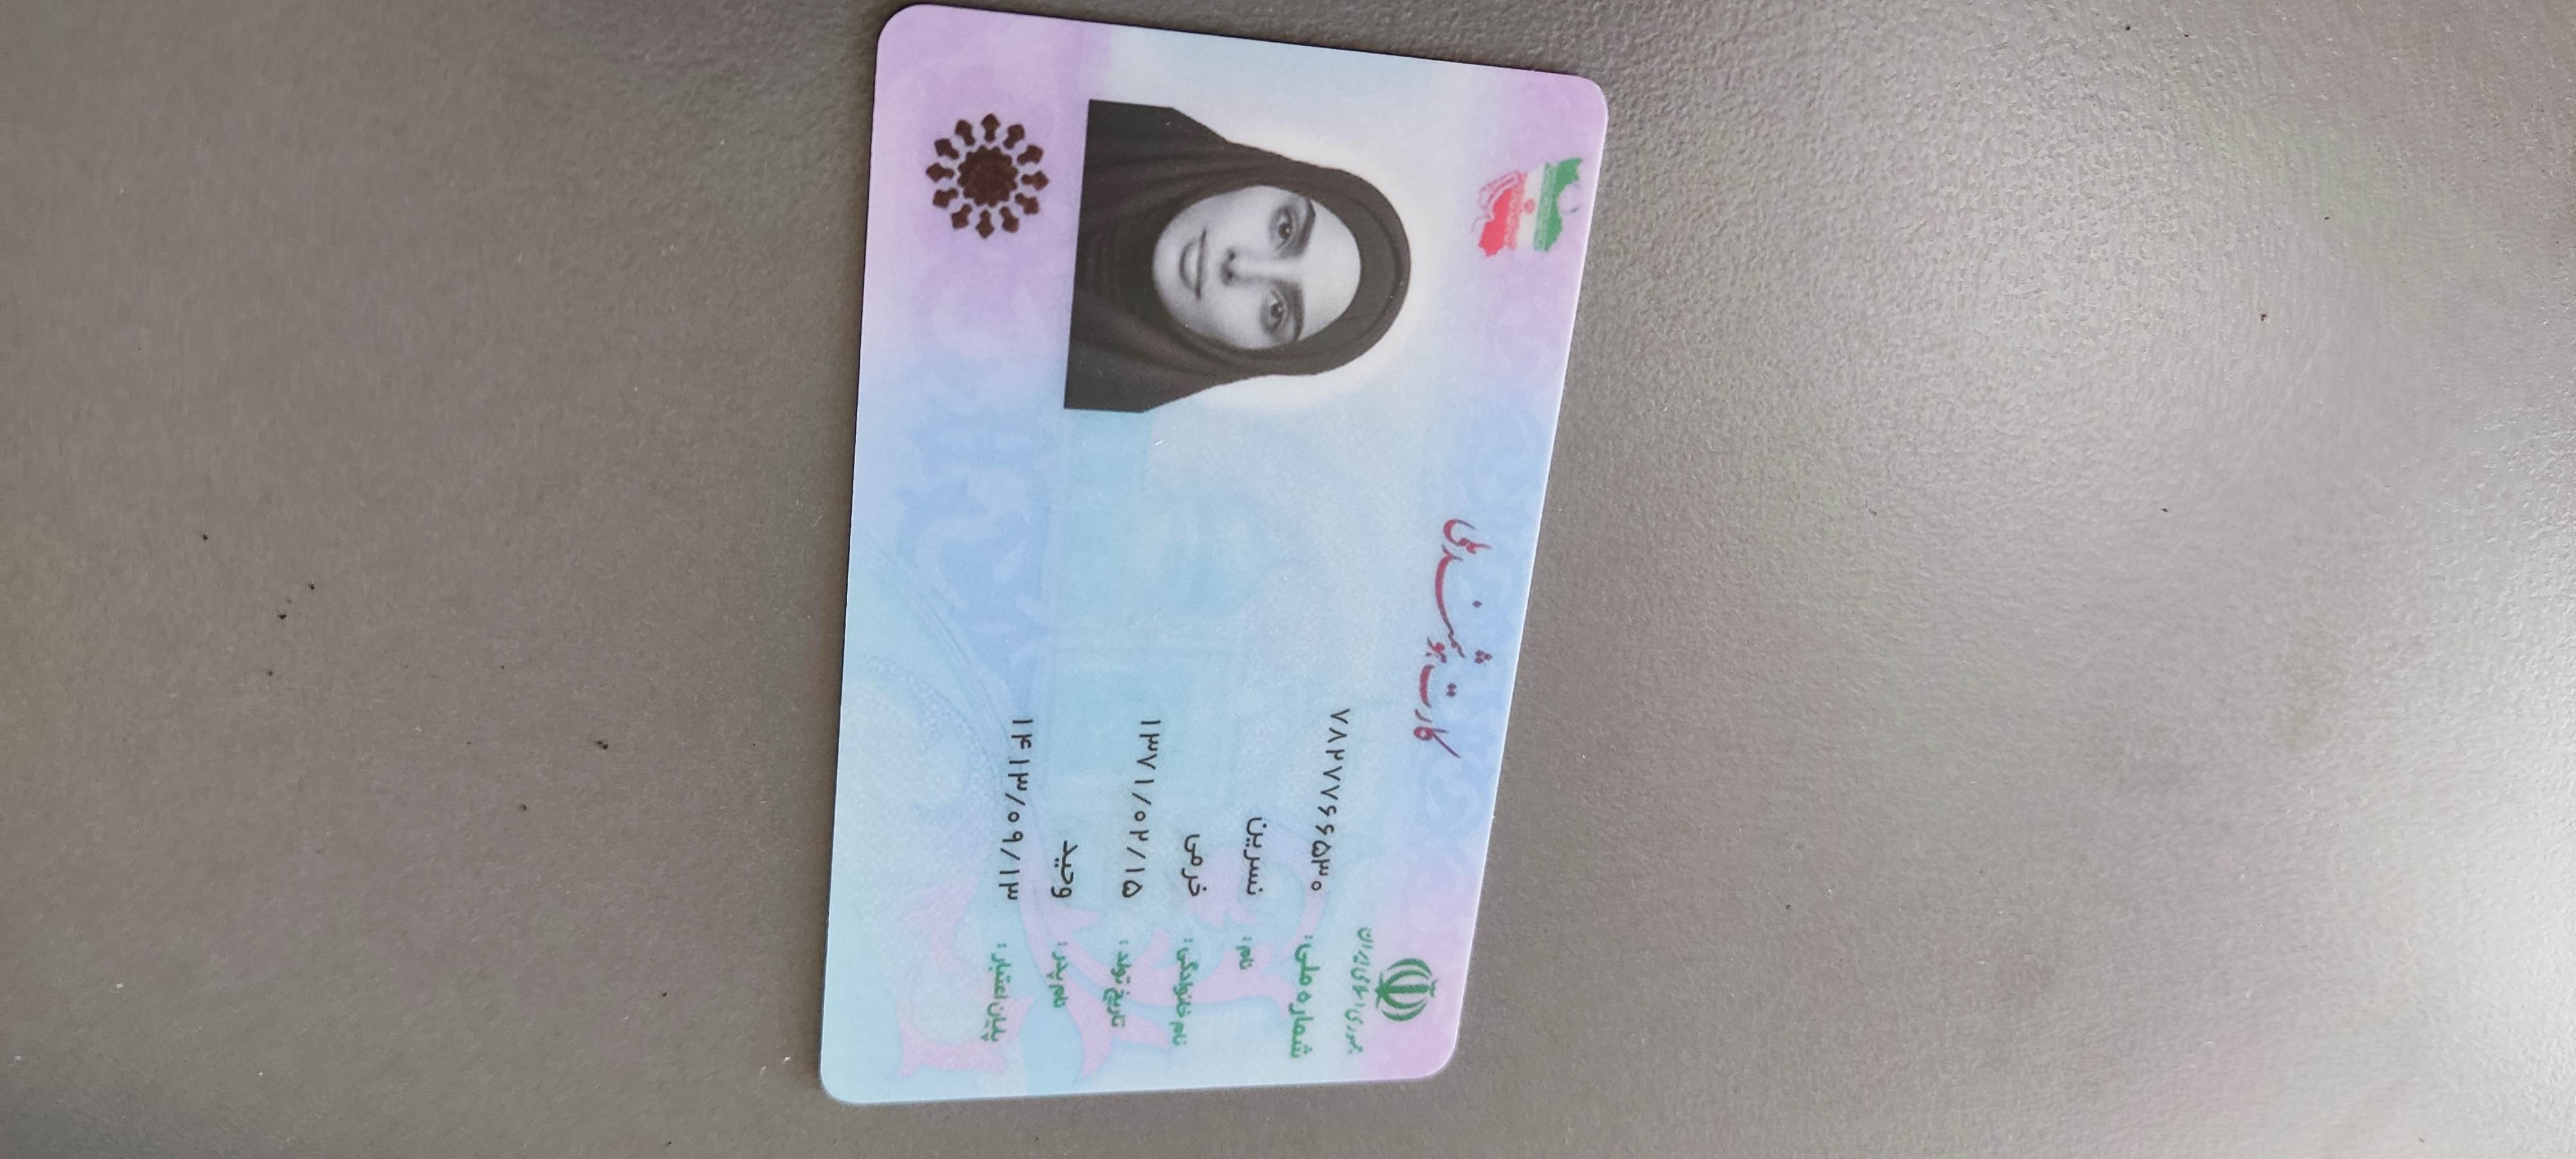 جمهوری اسلامی ایران
کارت هوشمند ملی
شماره ملی: ۷۸۲۷۷۶۶۵۳۰
نام: نسرین
نام خانوادگی: خرمی
تاریخ تولد: ۱۳۷۱/۰۲/۱۵
نام پدر: وحید
پایان اعتبار: ۱۴۱۳/۰۹/۱۳